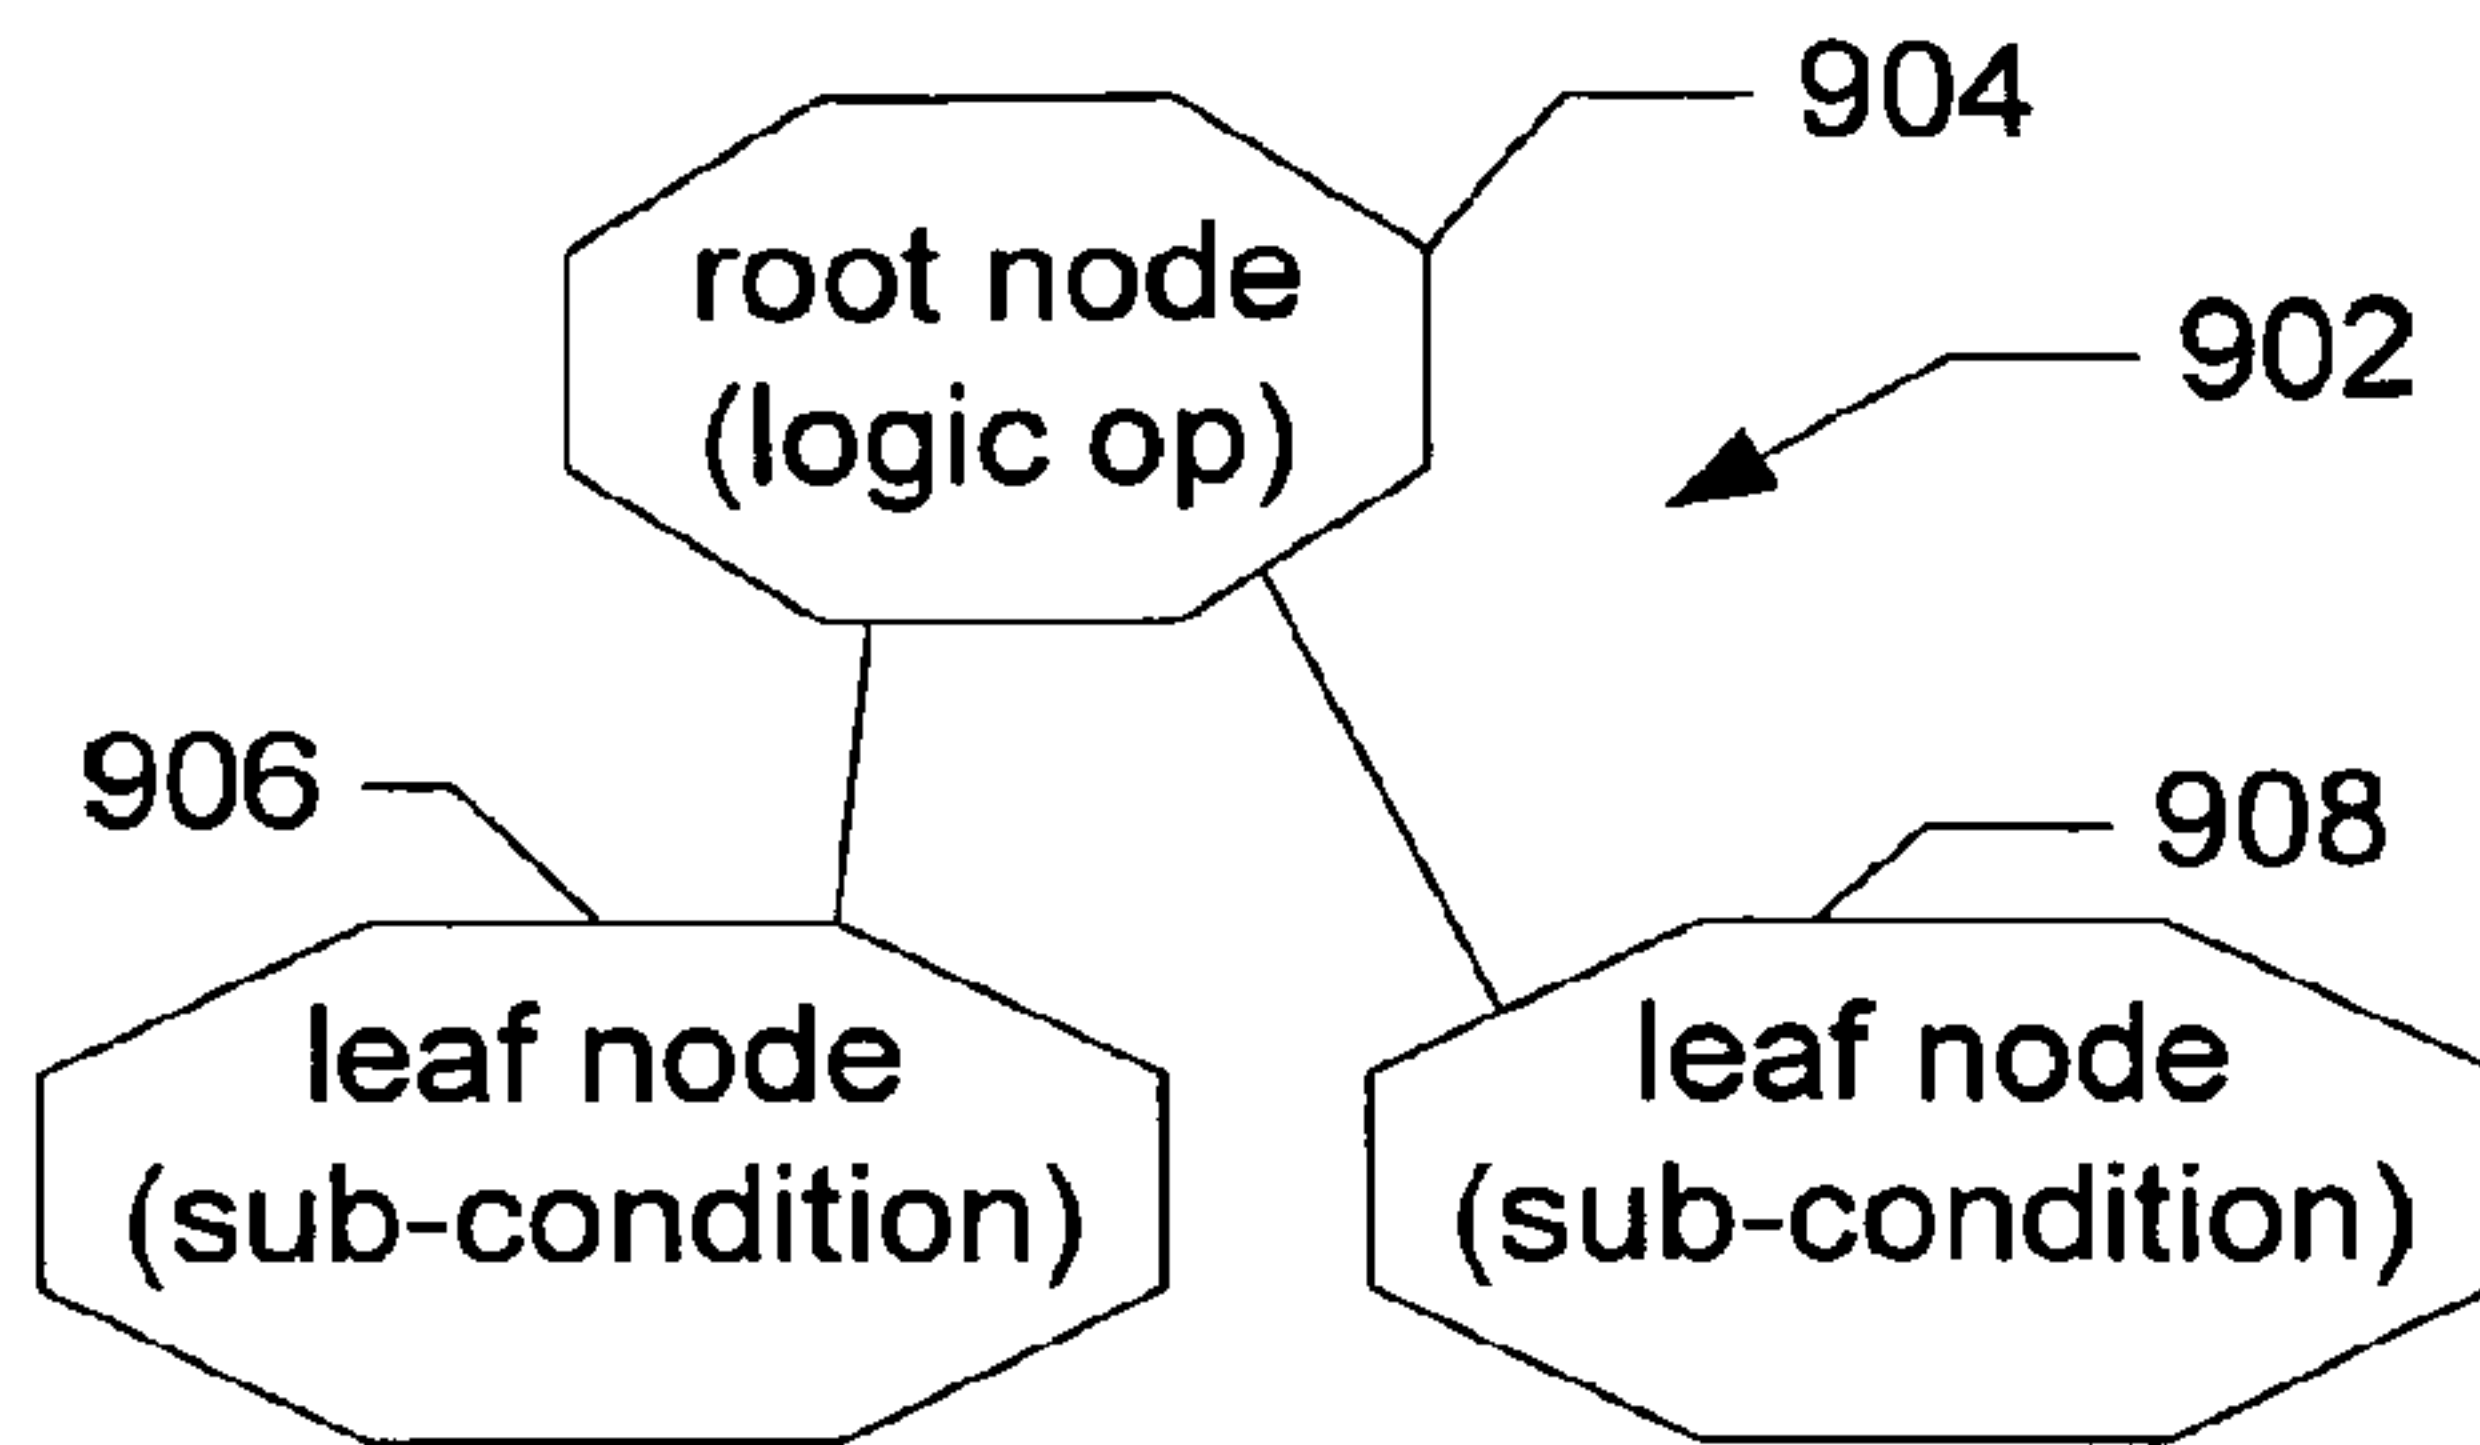 904
root node
(logic op)
902
906
908
leaf node
(sub-condition)
leaf node
(sub-condition)